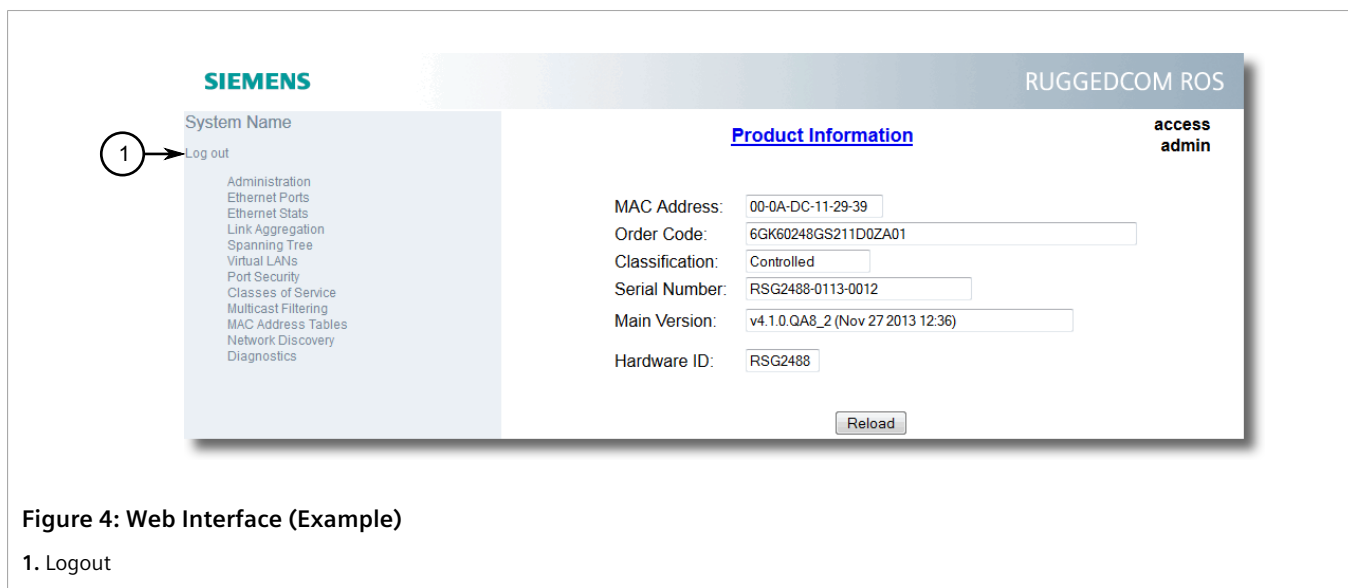 SIEMENS
RUGGEDCOM ROS
System Name
1
Log out
Administration
Ethernet Ports
Ethernet Stats
Link Aggregation
Spanning Tree
Virtual LANs
Port Security
Classes of Service
Multicast Filtering
MAC Address Tables
Network Discovery
Diagnostics
Product Information
access
admin
MAC Address: 00-0A-DC-11-29-39
Order Code: 6GK60248GS211D0ZA01
Classification: Controlled
Serial Number: RSG2488-0113-0012
Main Version: v4.1.0.QA8_2 (Nov 27 2013 12:36)
Hardware ID: RSG2488
Reload
Figure 4: Web Interface (Example)
1. Logout